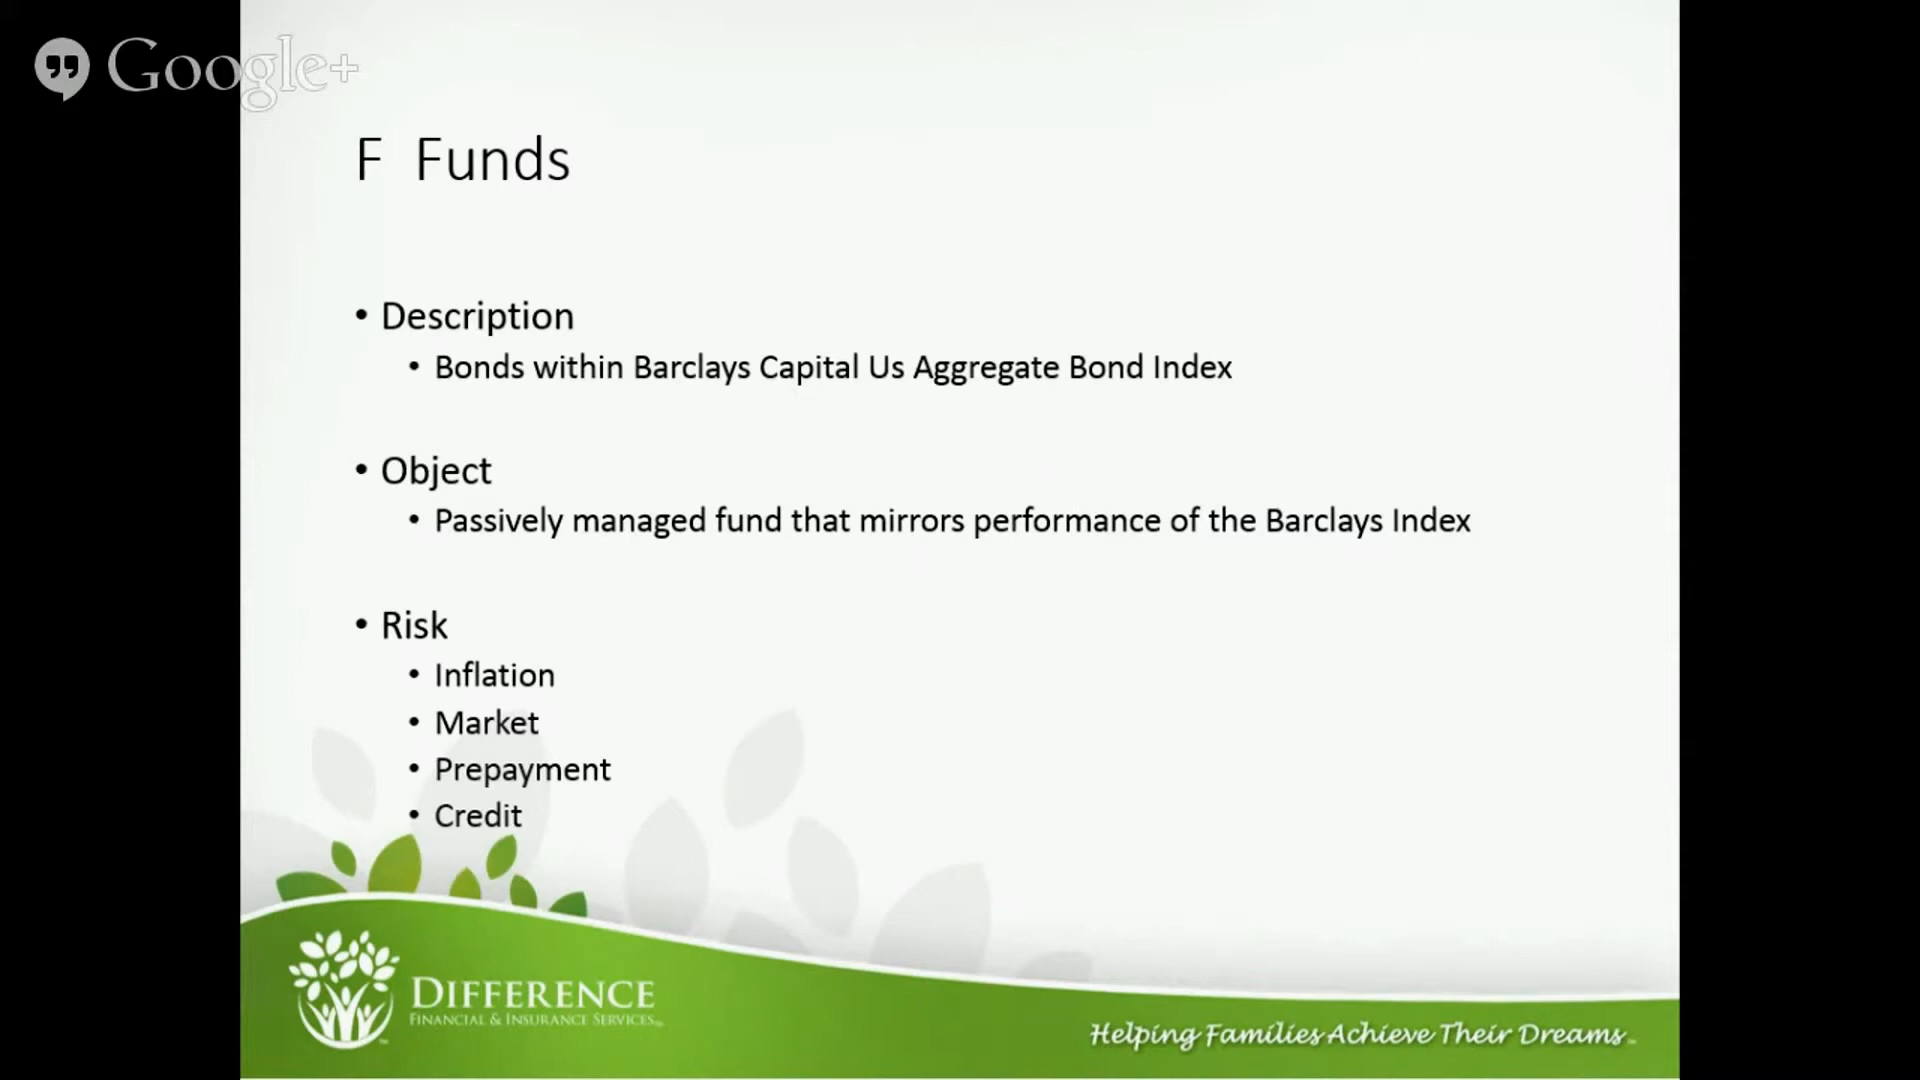 Google+
F Funds
• Description
• Bonds within Barclays Capital Us Aggregate Bond Index
• Object
• Passively managed fund that mirrors performance of the Barclays Index
• Risk
• Inflation
• Market
• Prepayment
• Credit
DIFFERENCE
FINANCIAL & INSURANCE SERVICES
Helping Families Achieve Their Dreams